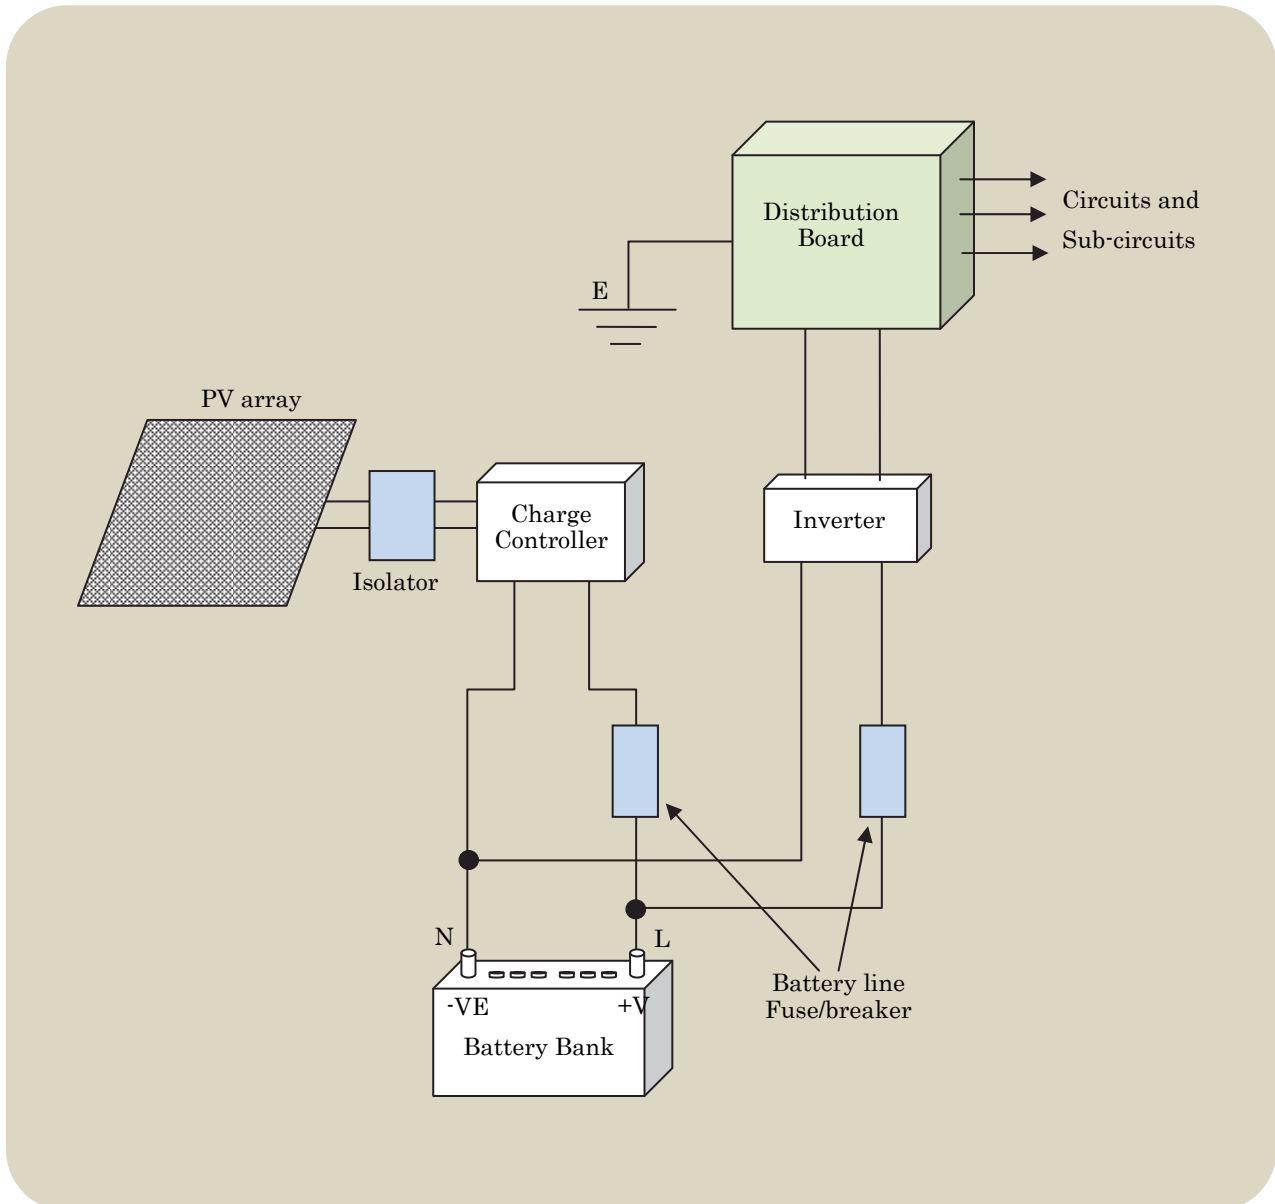 Distribution
Board
Circuits and
Sub-circuits
E
PV array
Charge
Controller
Inverter
Isolator
N
L
-VE
+V
Battery line
Fuse/breaker
Battery Bank